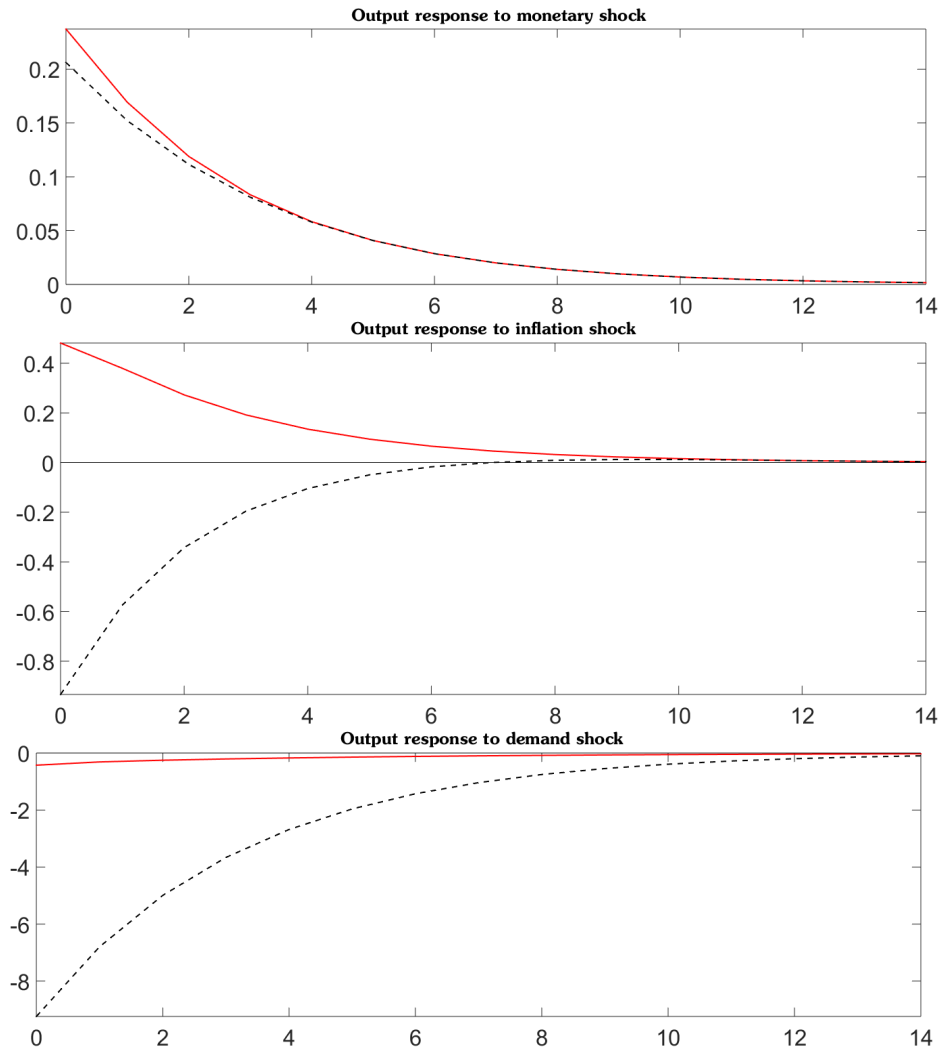 Output response to monetary shock
0.2
0.15
0.1
0.05
0
0 2 4 6 8 10 12 14
Output response to inflation shock
0.4
0.2
0
-0.2
-0.4
-0.6
-0.8
0 2 4 6 8 10 12 14
Output response to demand shock
0
-2
-4
-6
-8
0 2 4 6 8 10 12 14